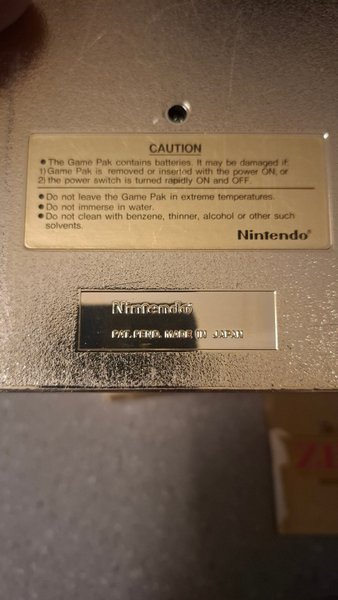 CAUTION
● The Game Pak contains batteries. It may be damaged if:
1) Game Pak is removed or inserted with the power ON; or
2) the power switch is turned rapidly ON and OFF.
● Do not leave the Game Pak in extreme temperatures.
● Do not immerse in water.
● Do not clean with benzene, thinner, alcohol or other such
solvents.
Nintendo®
Nintendo
PAT. PEND. MADE IN JAPAN